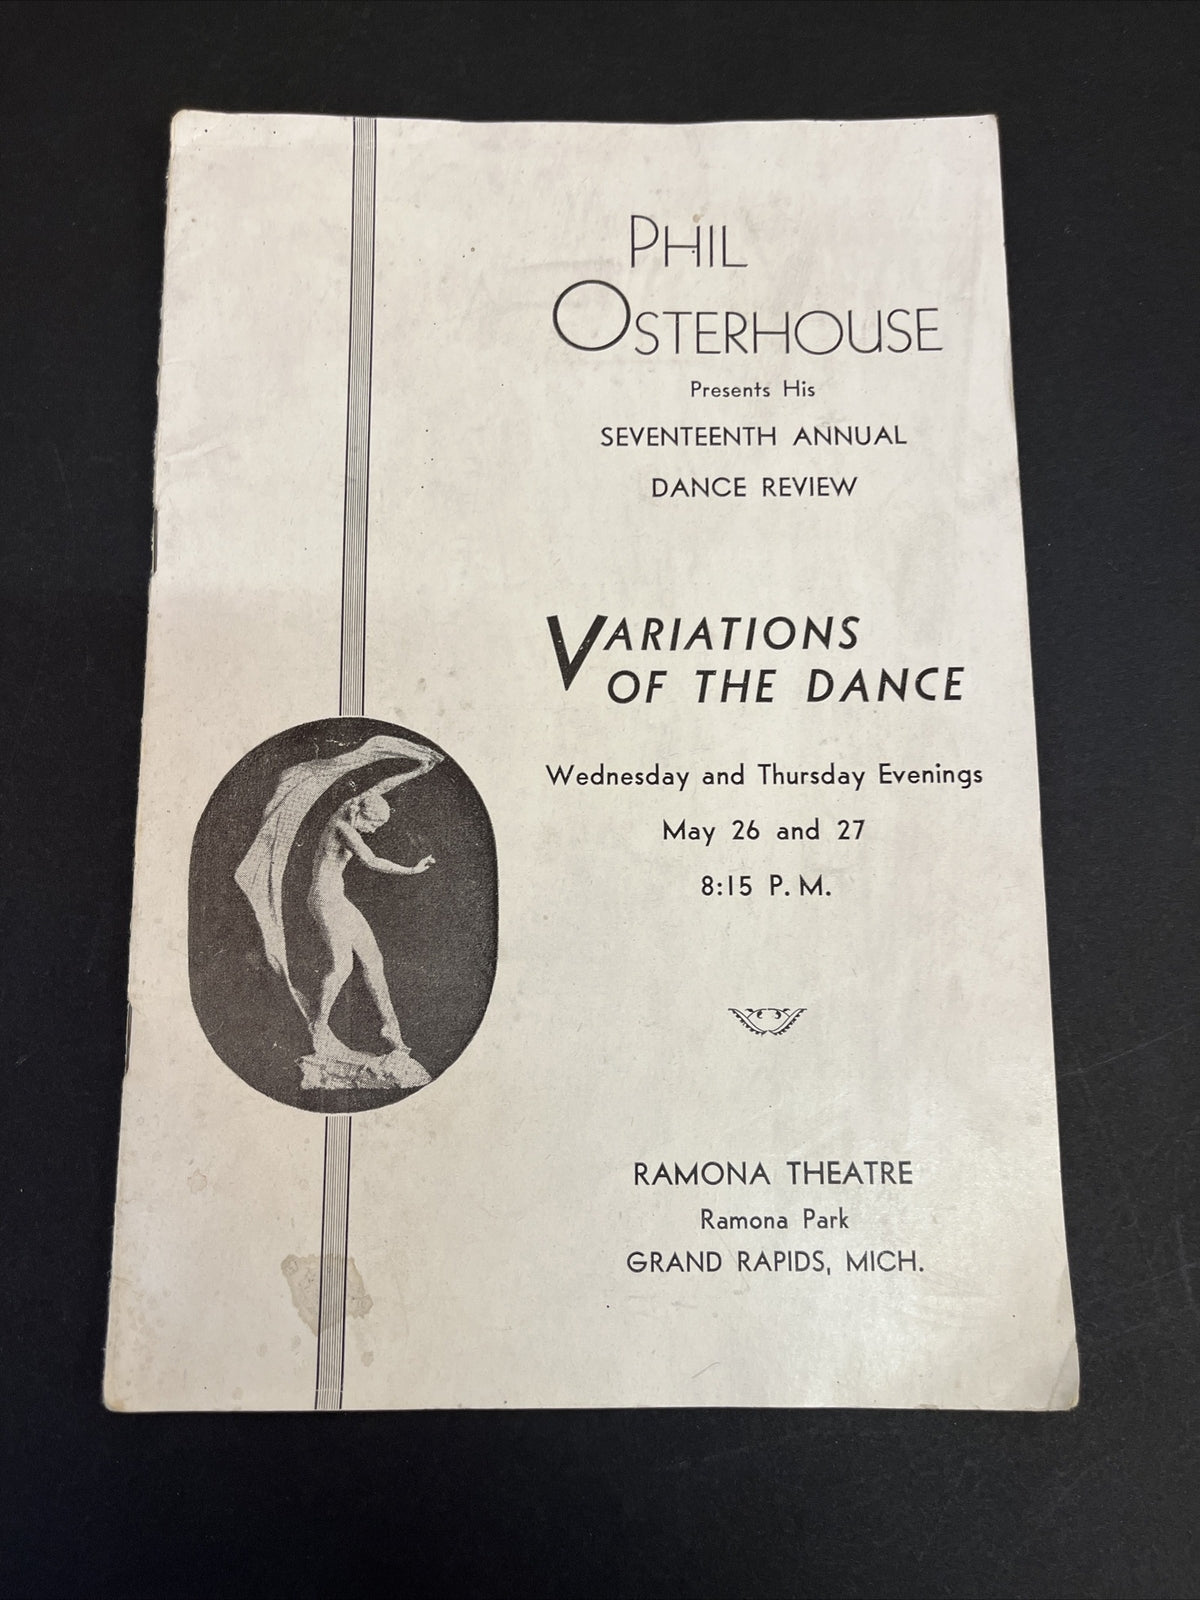 PHIL
OSTERHOUSE
Presents His
SEVENTEENTH ANNUAL
DANCE REVIEW
VARIATIONS
OF THE DANCE
Wednesday and Thursday Evenings
May 26 and 27
8:15 P. M.
RAMONA THEATRE
Ramona Park
GRAND RAPIDS, MICH.